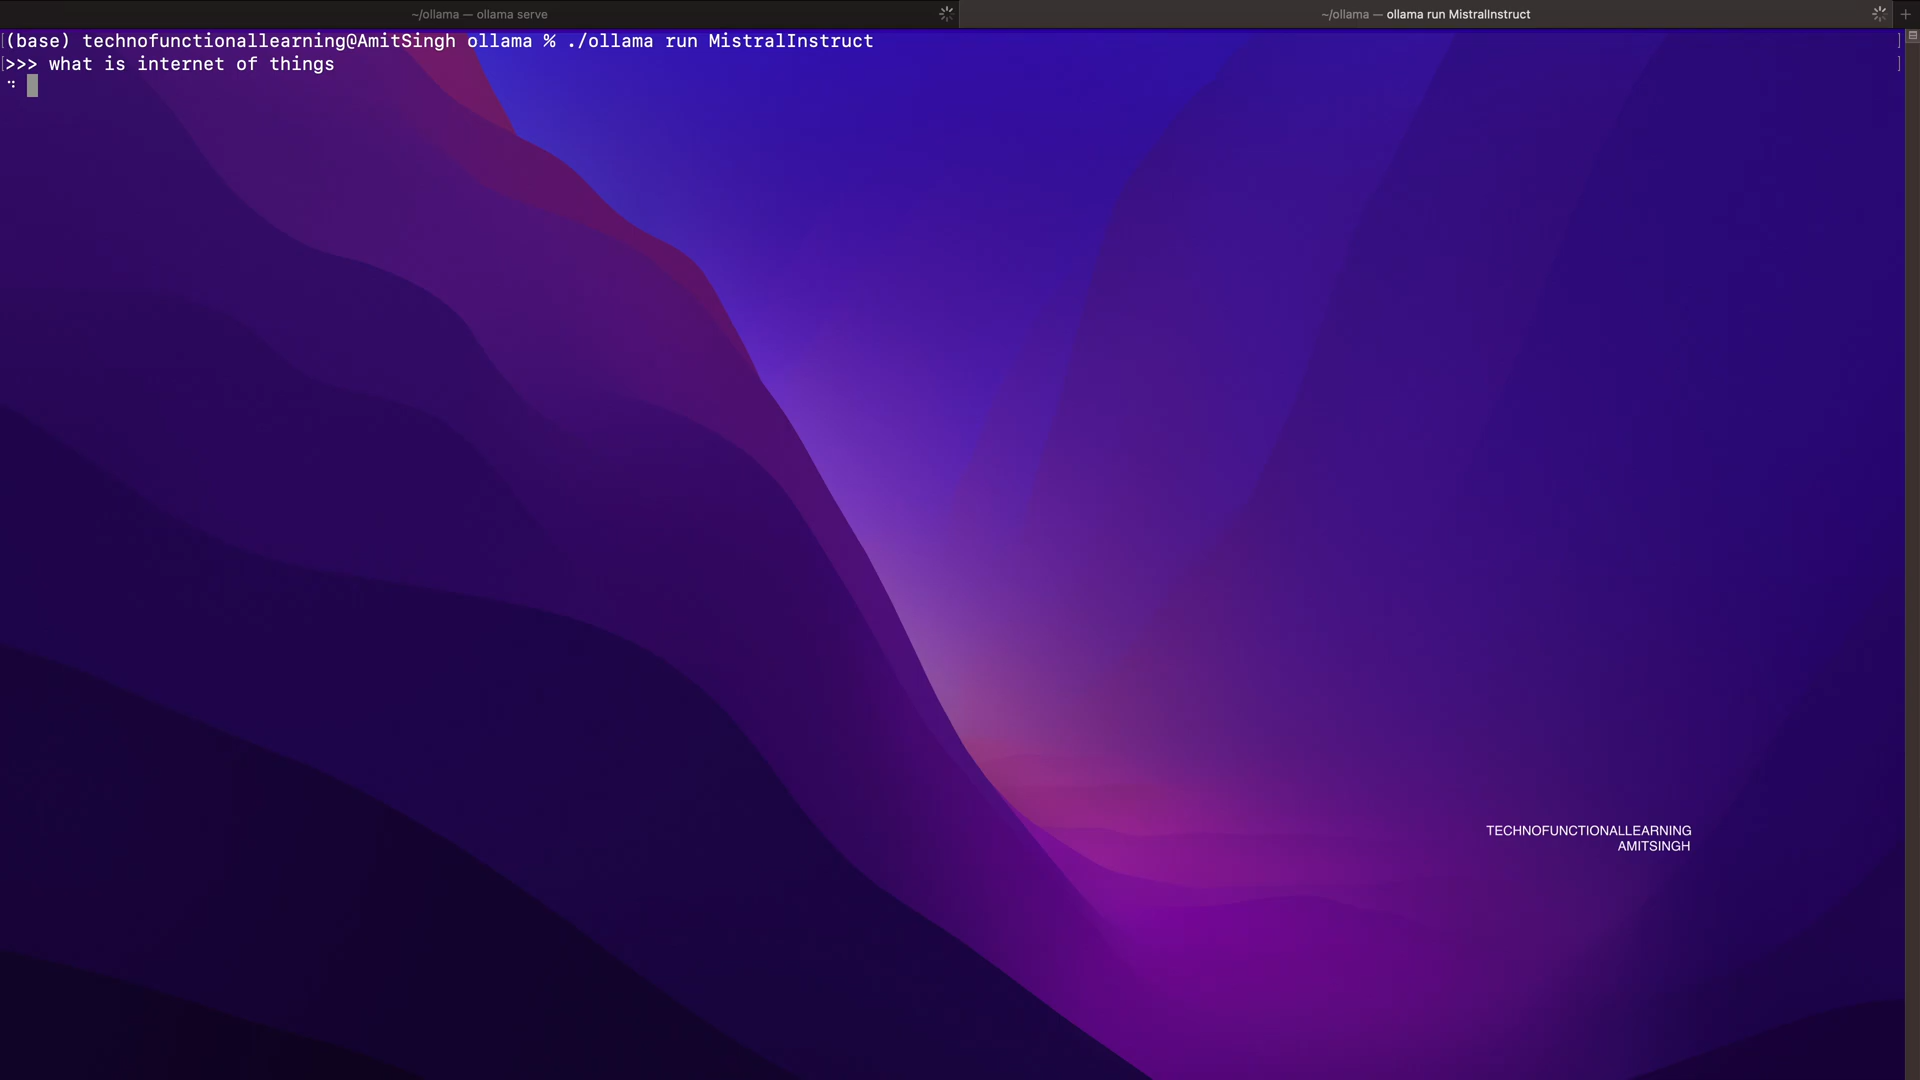 ~/ollama — ollama serve
~/ollama — ollama run MistralInstruct
(base) technofunctionallearning@AmitSingh ollama % ./ollama run MistralInstruct
>>> what is internet of things
TECHNOFUNCTIONALLEARNING
AMITSINGH